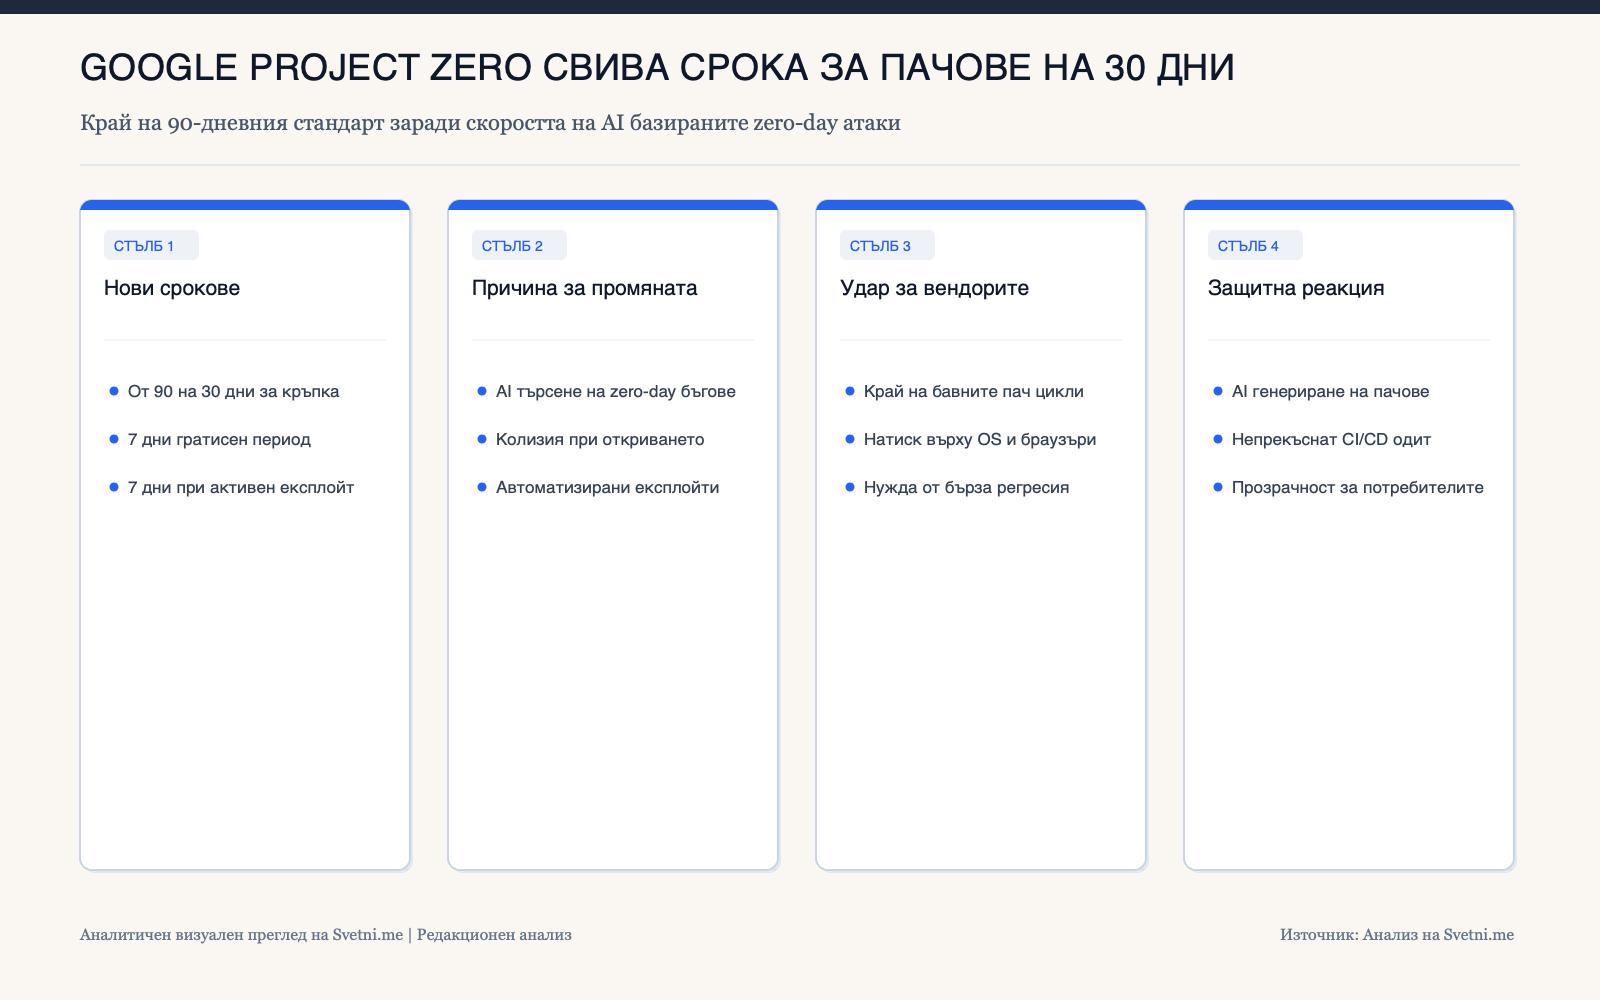 GOOGLE PROJECT ZERO СВИВА СРОКА ЗА ПАЧОВЕ НА 30 ДНИ
Край на 90-дневния стандарт заради скоростта на AI базираните zero-day атаки
СТЪЛБ 1
Нови срокове
От 90 на 30 дни за кръпка
7 дни гратисен период
7 дни при активен експлойт
СТЪЛБ 2
Причина за промяната
AI търсене на zero-day бъгове
Колизия при откриването
Автоматизирани експлойти
СТЪЛБ 3
Удар за вендорите
Край на бавните пач цикли
Натиск върху OS и браузъри
Нужда от бърза регресия
СТЪЛБ 4
Защитна реакция
AI генериране на пачове
Непрекъснат CI/CD одит
Прозрачност за потребителите
Аналитичен визуален преглед на Svetni.me | Редакционен анализ
Източник: Анализ на Svetni.me